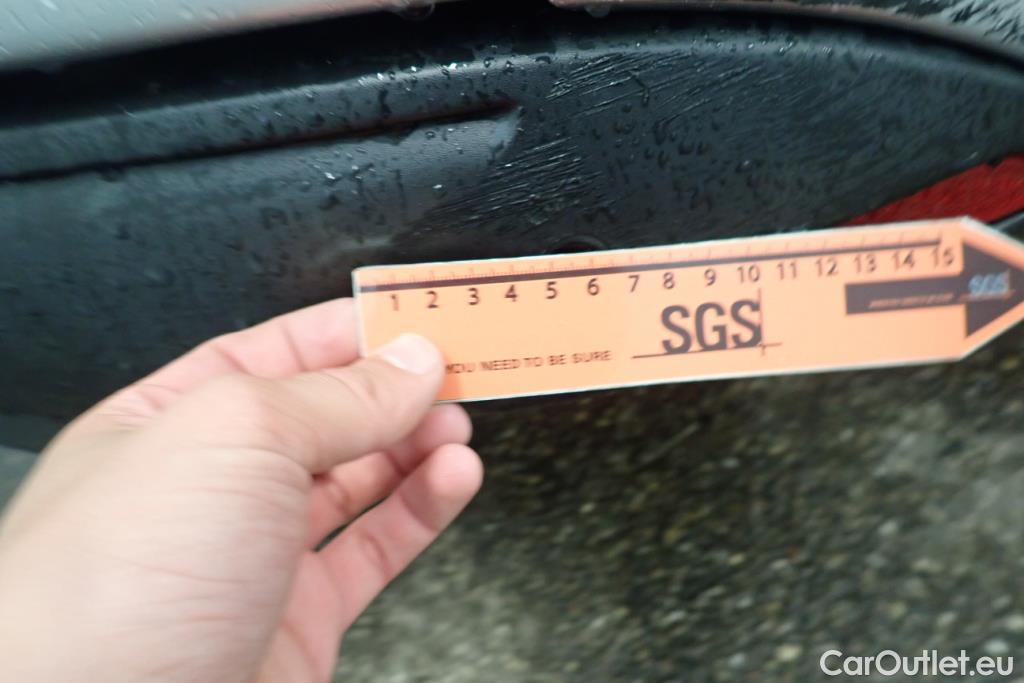 1 2 3 4 5 6 7 8 9 10 11 12 13 14 15
SGS
SGS
YOU NEED TO BE SURE
CarOutlet.eu